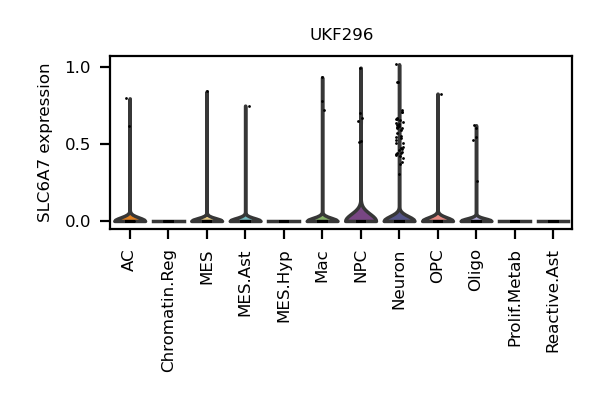 UKF296
SLC6A7 expression
1.0
0.5
0.0
AC
Chromatin.Reg
MES
MES.Ast
MES.Hyp
Mac
NPC
Neuron
OPC
Oligo
Prolif.Metab
Reactive.Ast